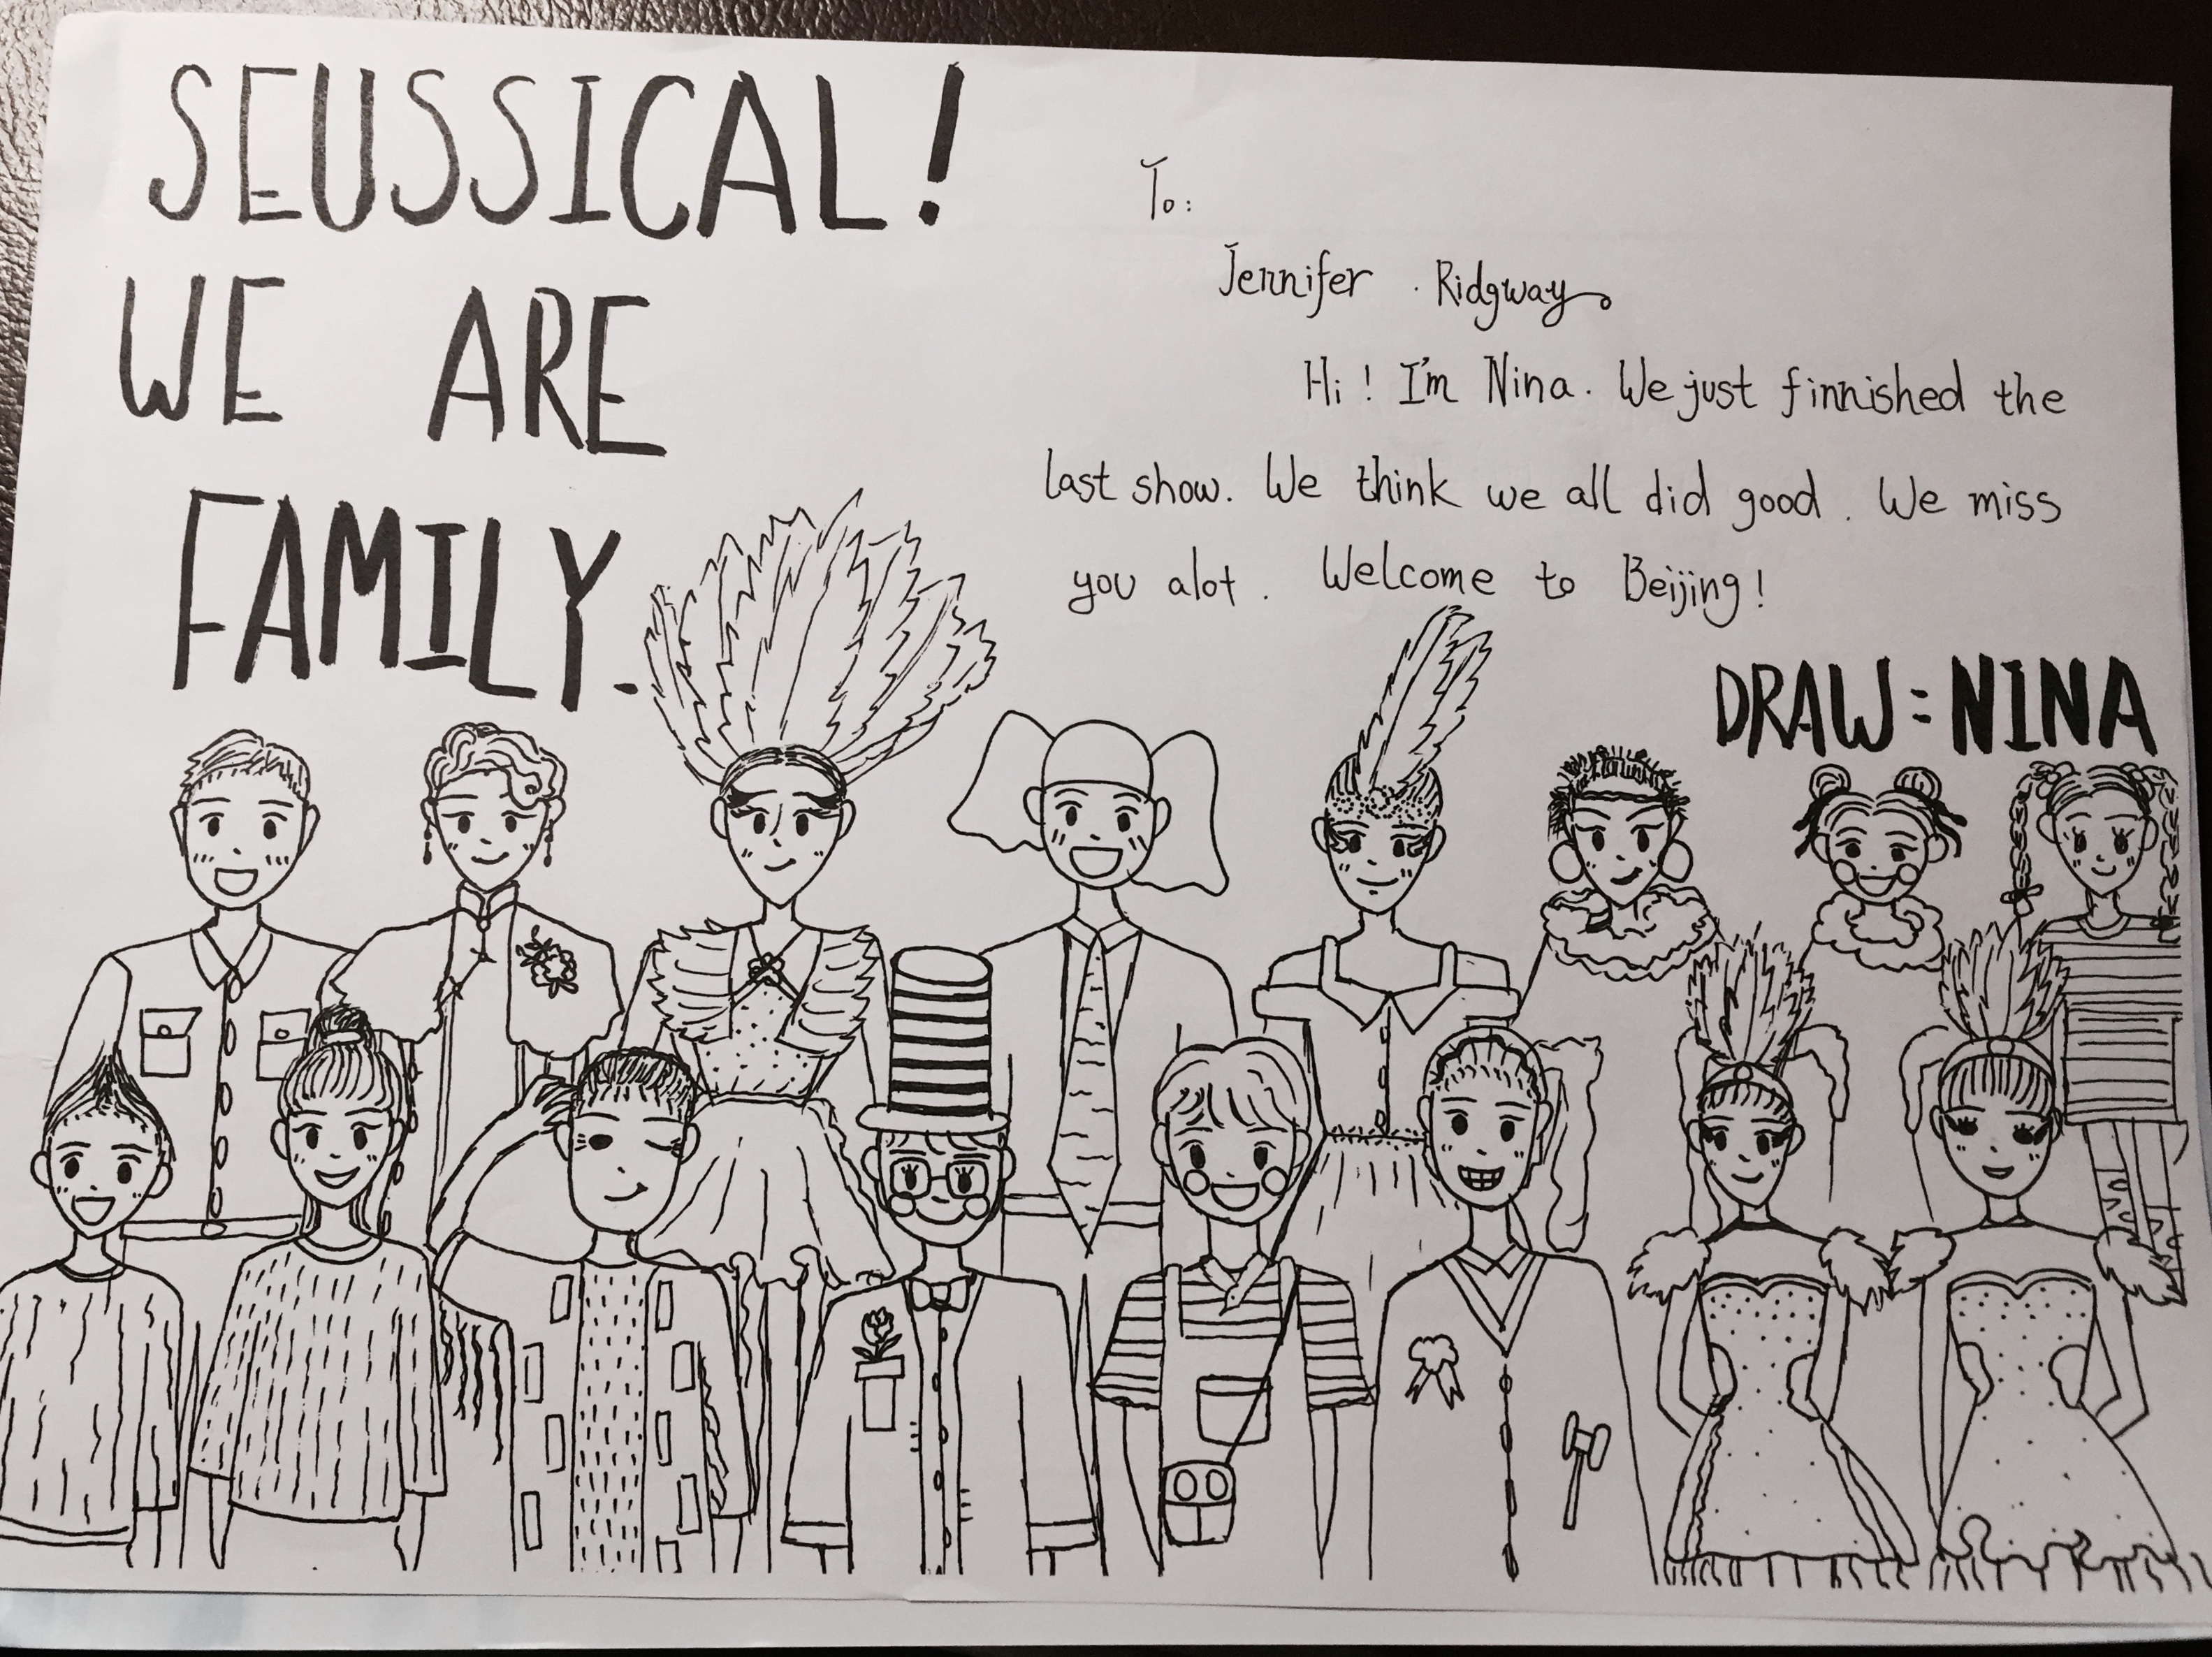 SEUSSICAL!
WE ARE
FAMILY.
To:
Jennifer . Ridgway
Hi! I'm Nina. We just finnished the
last show. We think we all did good. We miss
you alot. Welcome to Beijing!
DRAW: NINA